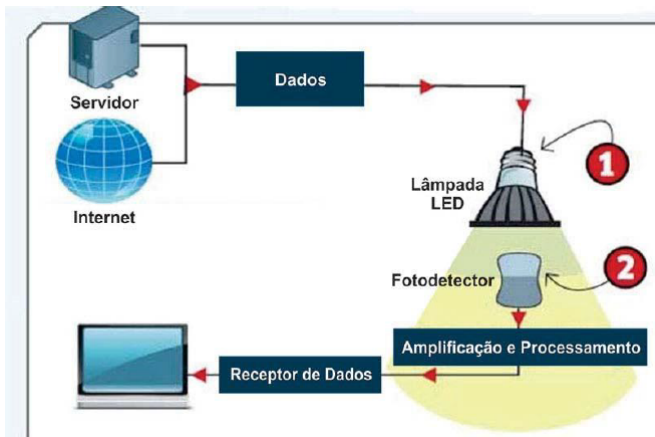 Servidor
Dados
Internet
Lâmpada
LED
1
Fotodetector
2
Amplificação e Processamento
Receptor de Dados